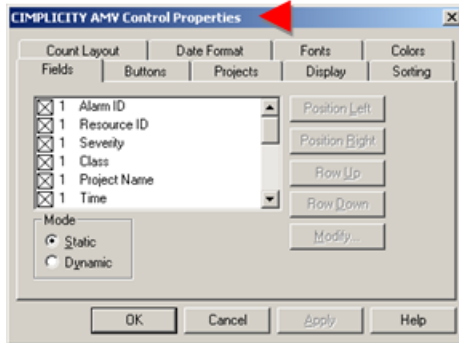 CIMPLICITY AMV Control Properties
Count Layout Date Format Fonts Colors
Fields Buttons Projects Display Sorting
1 Alarm ID
1 Resource ID
1 Severity
1 Class
1 Project Name
1 Time
Position Left
Position Right
Row Up
Row Down
Modify...
Mode
Static
Dynamic
OK Cancel Apply Help